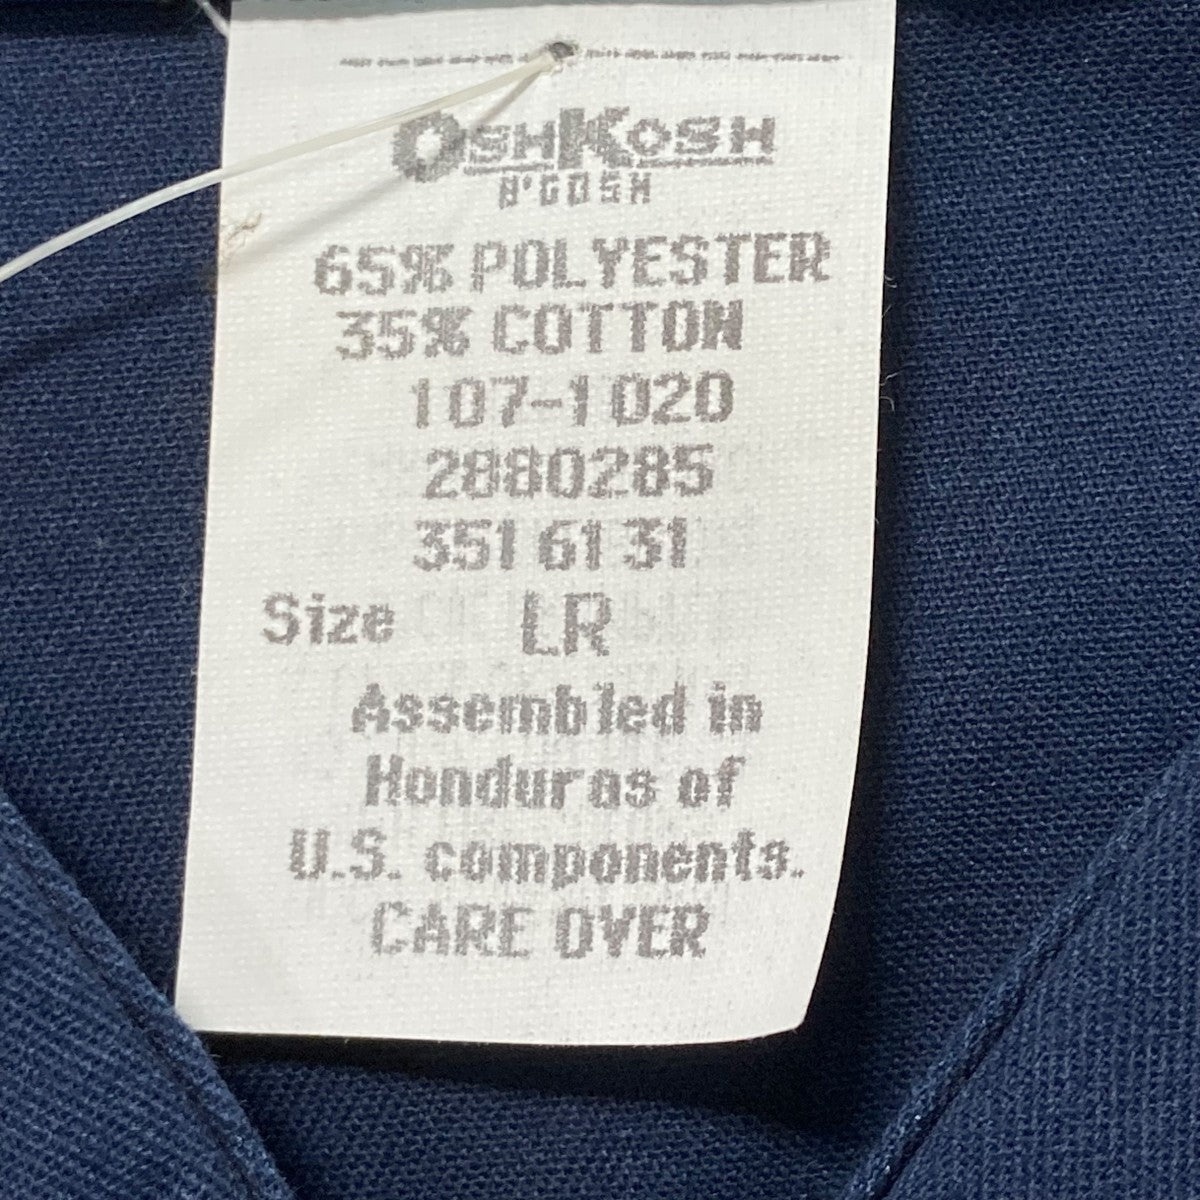 OSHKOSH
B'GOSH
65% POLYESTER
35% COTTON
107-1020
2880285
351 61 31
Size LR
Assembled in
Honduras of
U.S. components.
CARE OVER